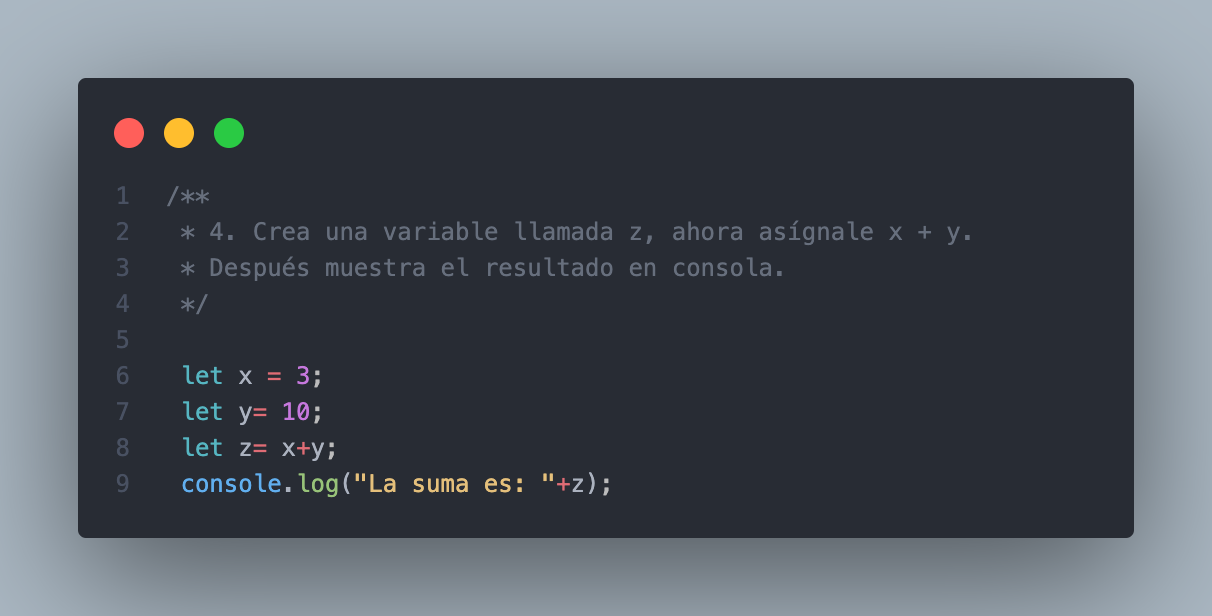 1 /**
2  * 4. Crea una variable llamada z, ahora asígnale x + y.
3  * Después muestra el resultado en consola.
4  */
5
6  let x = 3;
7  let y= 10;
8  let z= x+y;
9  console.log("La suma es: "+z);